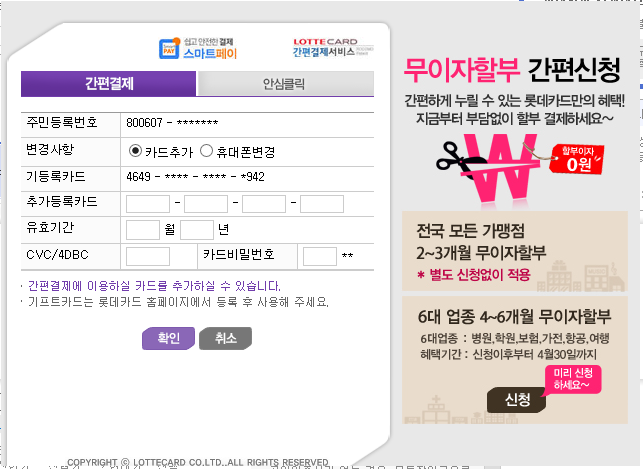 쉽고 안전한 결제
스마트페이
LOTTECARD
간편결제서비스
간편결제
안심클릭
주민등록번호 800607 - *******
변경사항 카드추가 휴대폰변경
기등록카드 4649 - **** - **** - *942
추가등록카드 - - -
유효기간 월 년
CVC/4DBC 카드비밀번호 **
· 간편결제에 이용하실 카드를 추가하실 수 있습니다.
· 기프트카드는 롯데카드 홈페이지에서 등록 후 사용해 주세요.
확인 취소
COPYRIGHT ⓒ LOTTECARD CO.LTD..ALL RIGHTS RESERVED
무이자할부 간편신청
간편하게 누릴 수 있는 롯데카드만의 혜택!
지금부터 부담없이 할부 결제하세요~
₩
할부이자
0원
전국 모든 가맹점
2~3개월 무이자할부
* 별도 신청없이 적용
6대 업종 4~6개월 무이자할부
6대업종 : 병원,학원,보험,가전,항공,여행
혜택기간 : 신청이후부터 4월30일까지
미리 신청
하세요~
신청